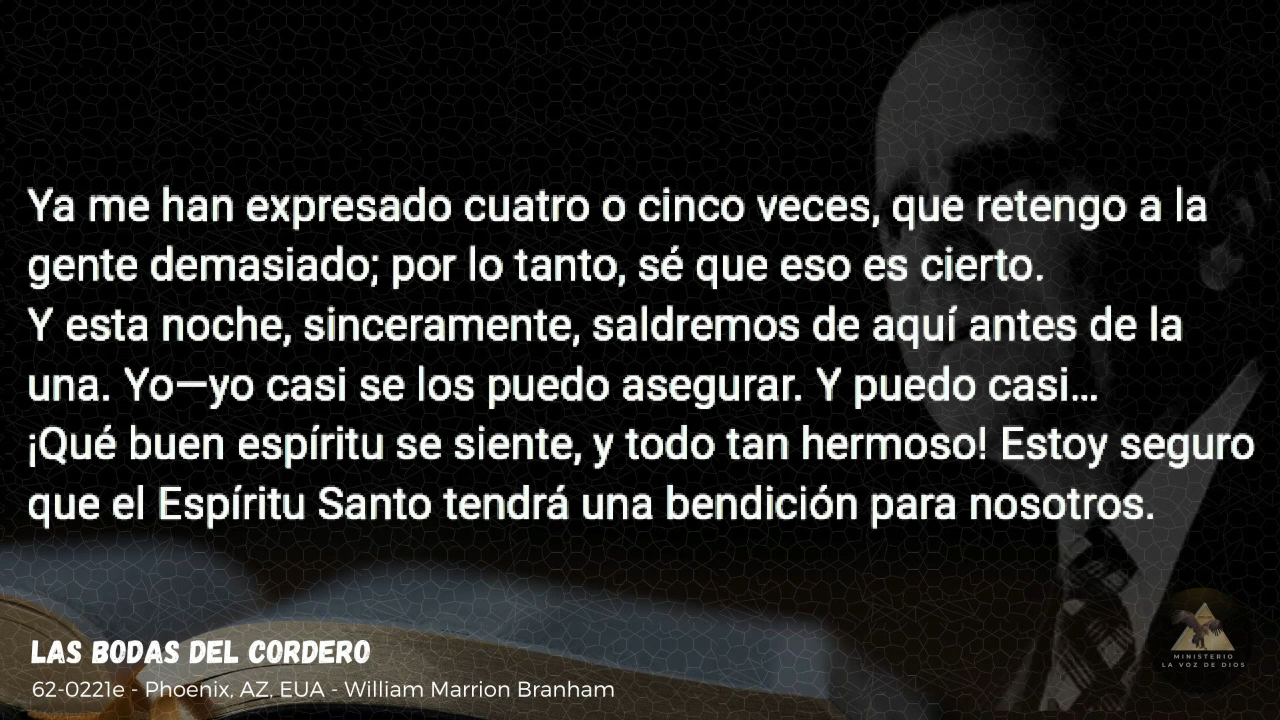 Ya me han expresado cuatro o cinco veces, que retengo a la
gente demasiado; por lo tanto, sé que eso es cierto.
Y esta noche, sinceramente, saldremos de aquí antes de la
una. Yo—yo casi se los puedo asegurar. Y puedo casi...
¡Qué buen espíritu se siente, y todo tan hermoso! Estoy seguro
que el Espíritu Santo tendrá una bendición para nosotros.
LAS BODAS DEL CORDERO
62-0221e - Phoenix, AZ, EUA - William Marrion Branham
MINISTERIO
LA VOZ DE DIOS